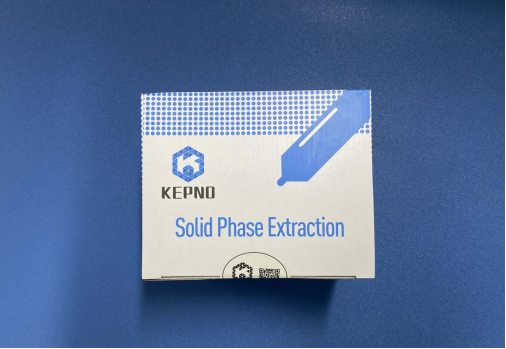 KEPNO
Solid Phase Extraction